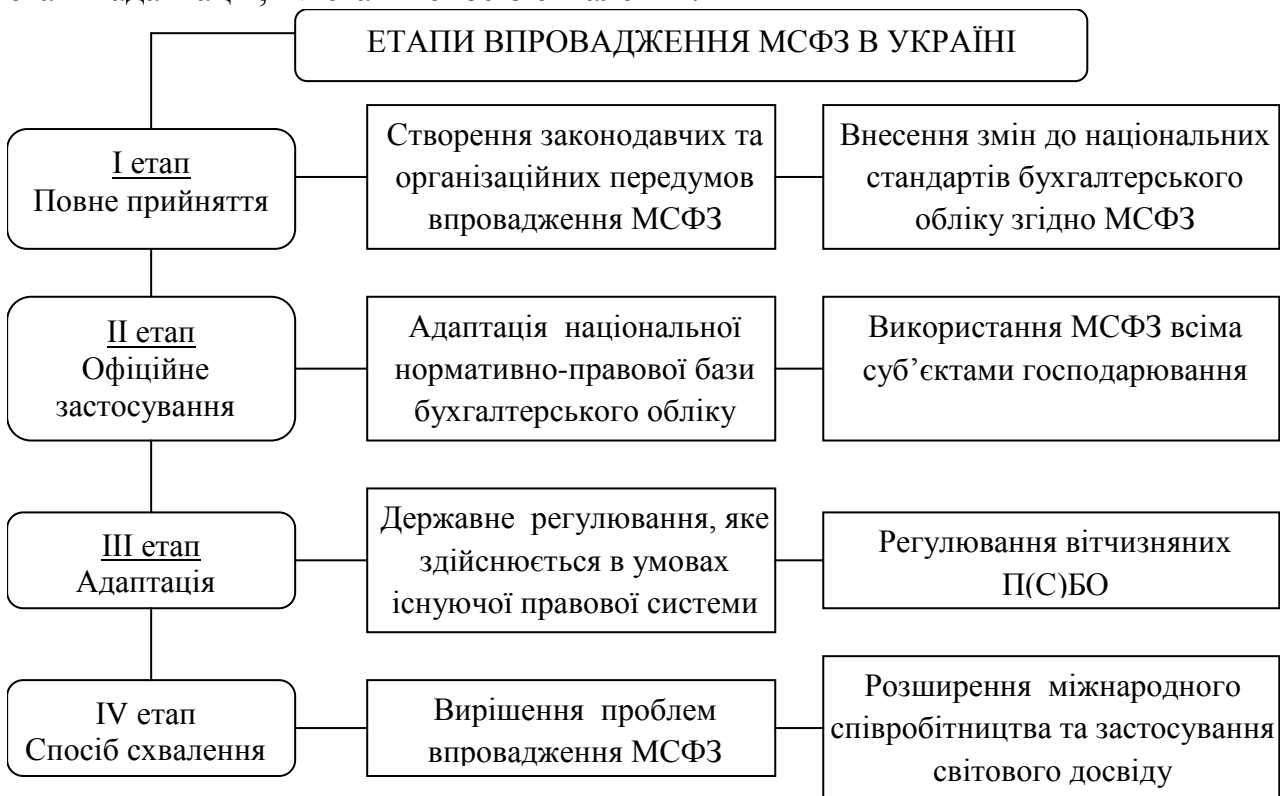 ЕТАПИ ВПРОВАДЖЕННЯ МСФЗ В УКРАЇНІ
І етап
Повне прийняття
Створення законодавчих та
організаційних передумов
впровадження МСФЗ
Внесення змін до національних
стандартів бухгалтерського
обліку згідно МСФЗ
ІІ етап
Офіційне
застосування
Адаптація національної
нормативно-правової бази
бухгалтерського обліку
Використання МСФЗ всіма
суб’єктами господарювання
ІІІ етап
Адаптація
Державне регулювання, яке
здійснюється в умовах
існуючої правової системи
Регулювання вітчизняних
П(С)БО
IV етап
Спосіб схвалення
Вирішення проблем
впровадження МСФЗ
Розширення міжнародного
співробітництва та застосування
світового досвіду